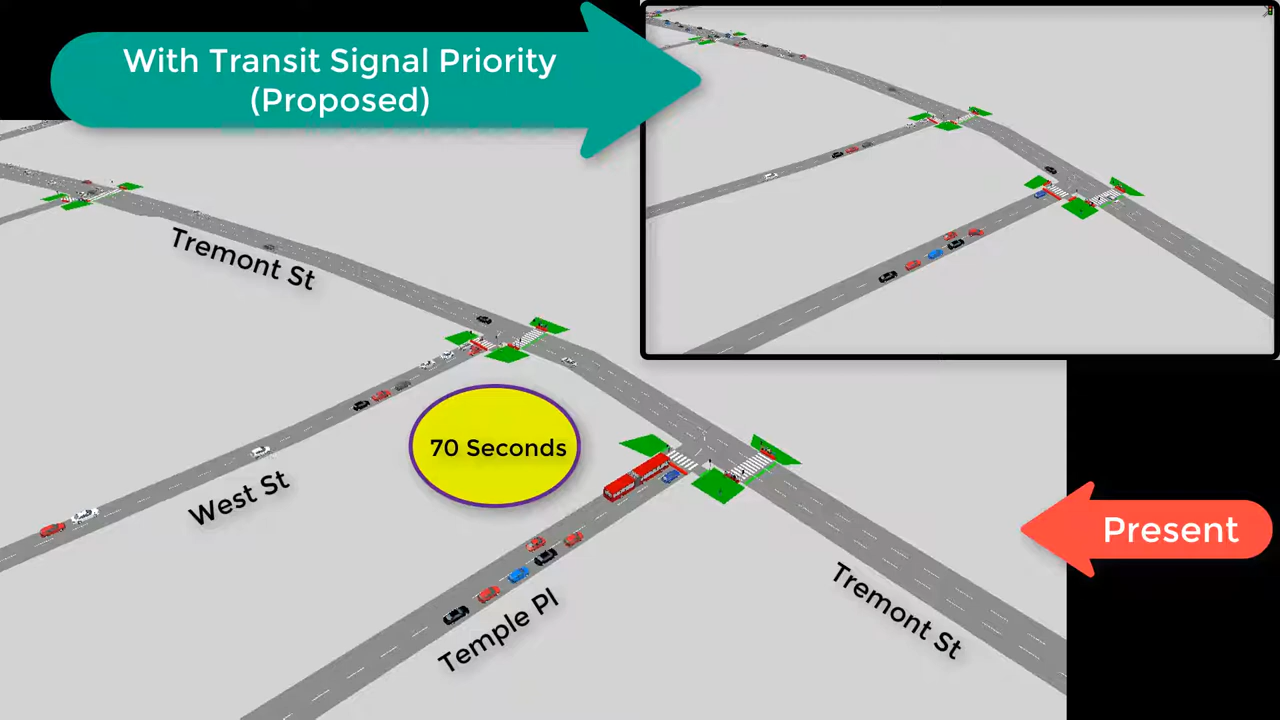 With Transit Signal Priority
(Proposed)
Tremont St
70 Seconds
West St
Present
Temple Pl
Tremont St